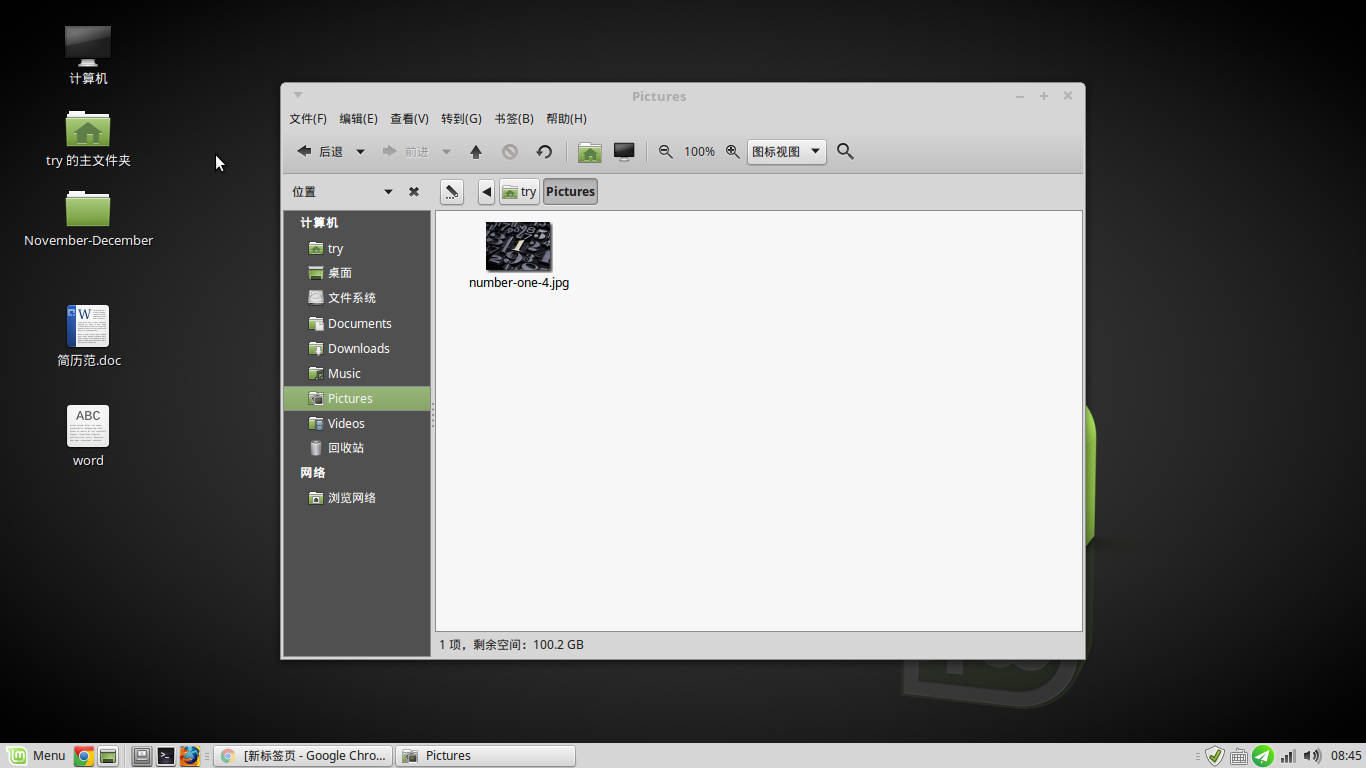 计算机
try 的主文件夹
November-December
简历范.doc
ABC
word
Pictures
文件(F) 编辑(E) 查看(V) 转到(G) 书签(B) 帮助(H)
后退 前进 100% 图标视图
位置 try Pictures
计算机
try
桌面
文件系统
Documents
Downloads
Music
Pictures
Videos
回收站
网络
浏览网络
number-one-4.jpg
1 项，剩余空间：100.2 GB
Menu [新标签页 - Google Chro... Pictures 08:45